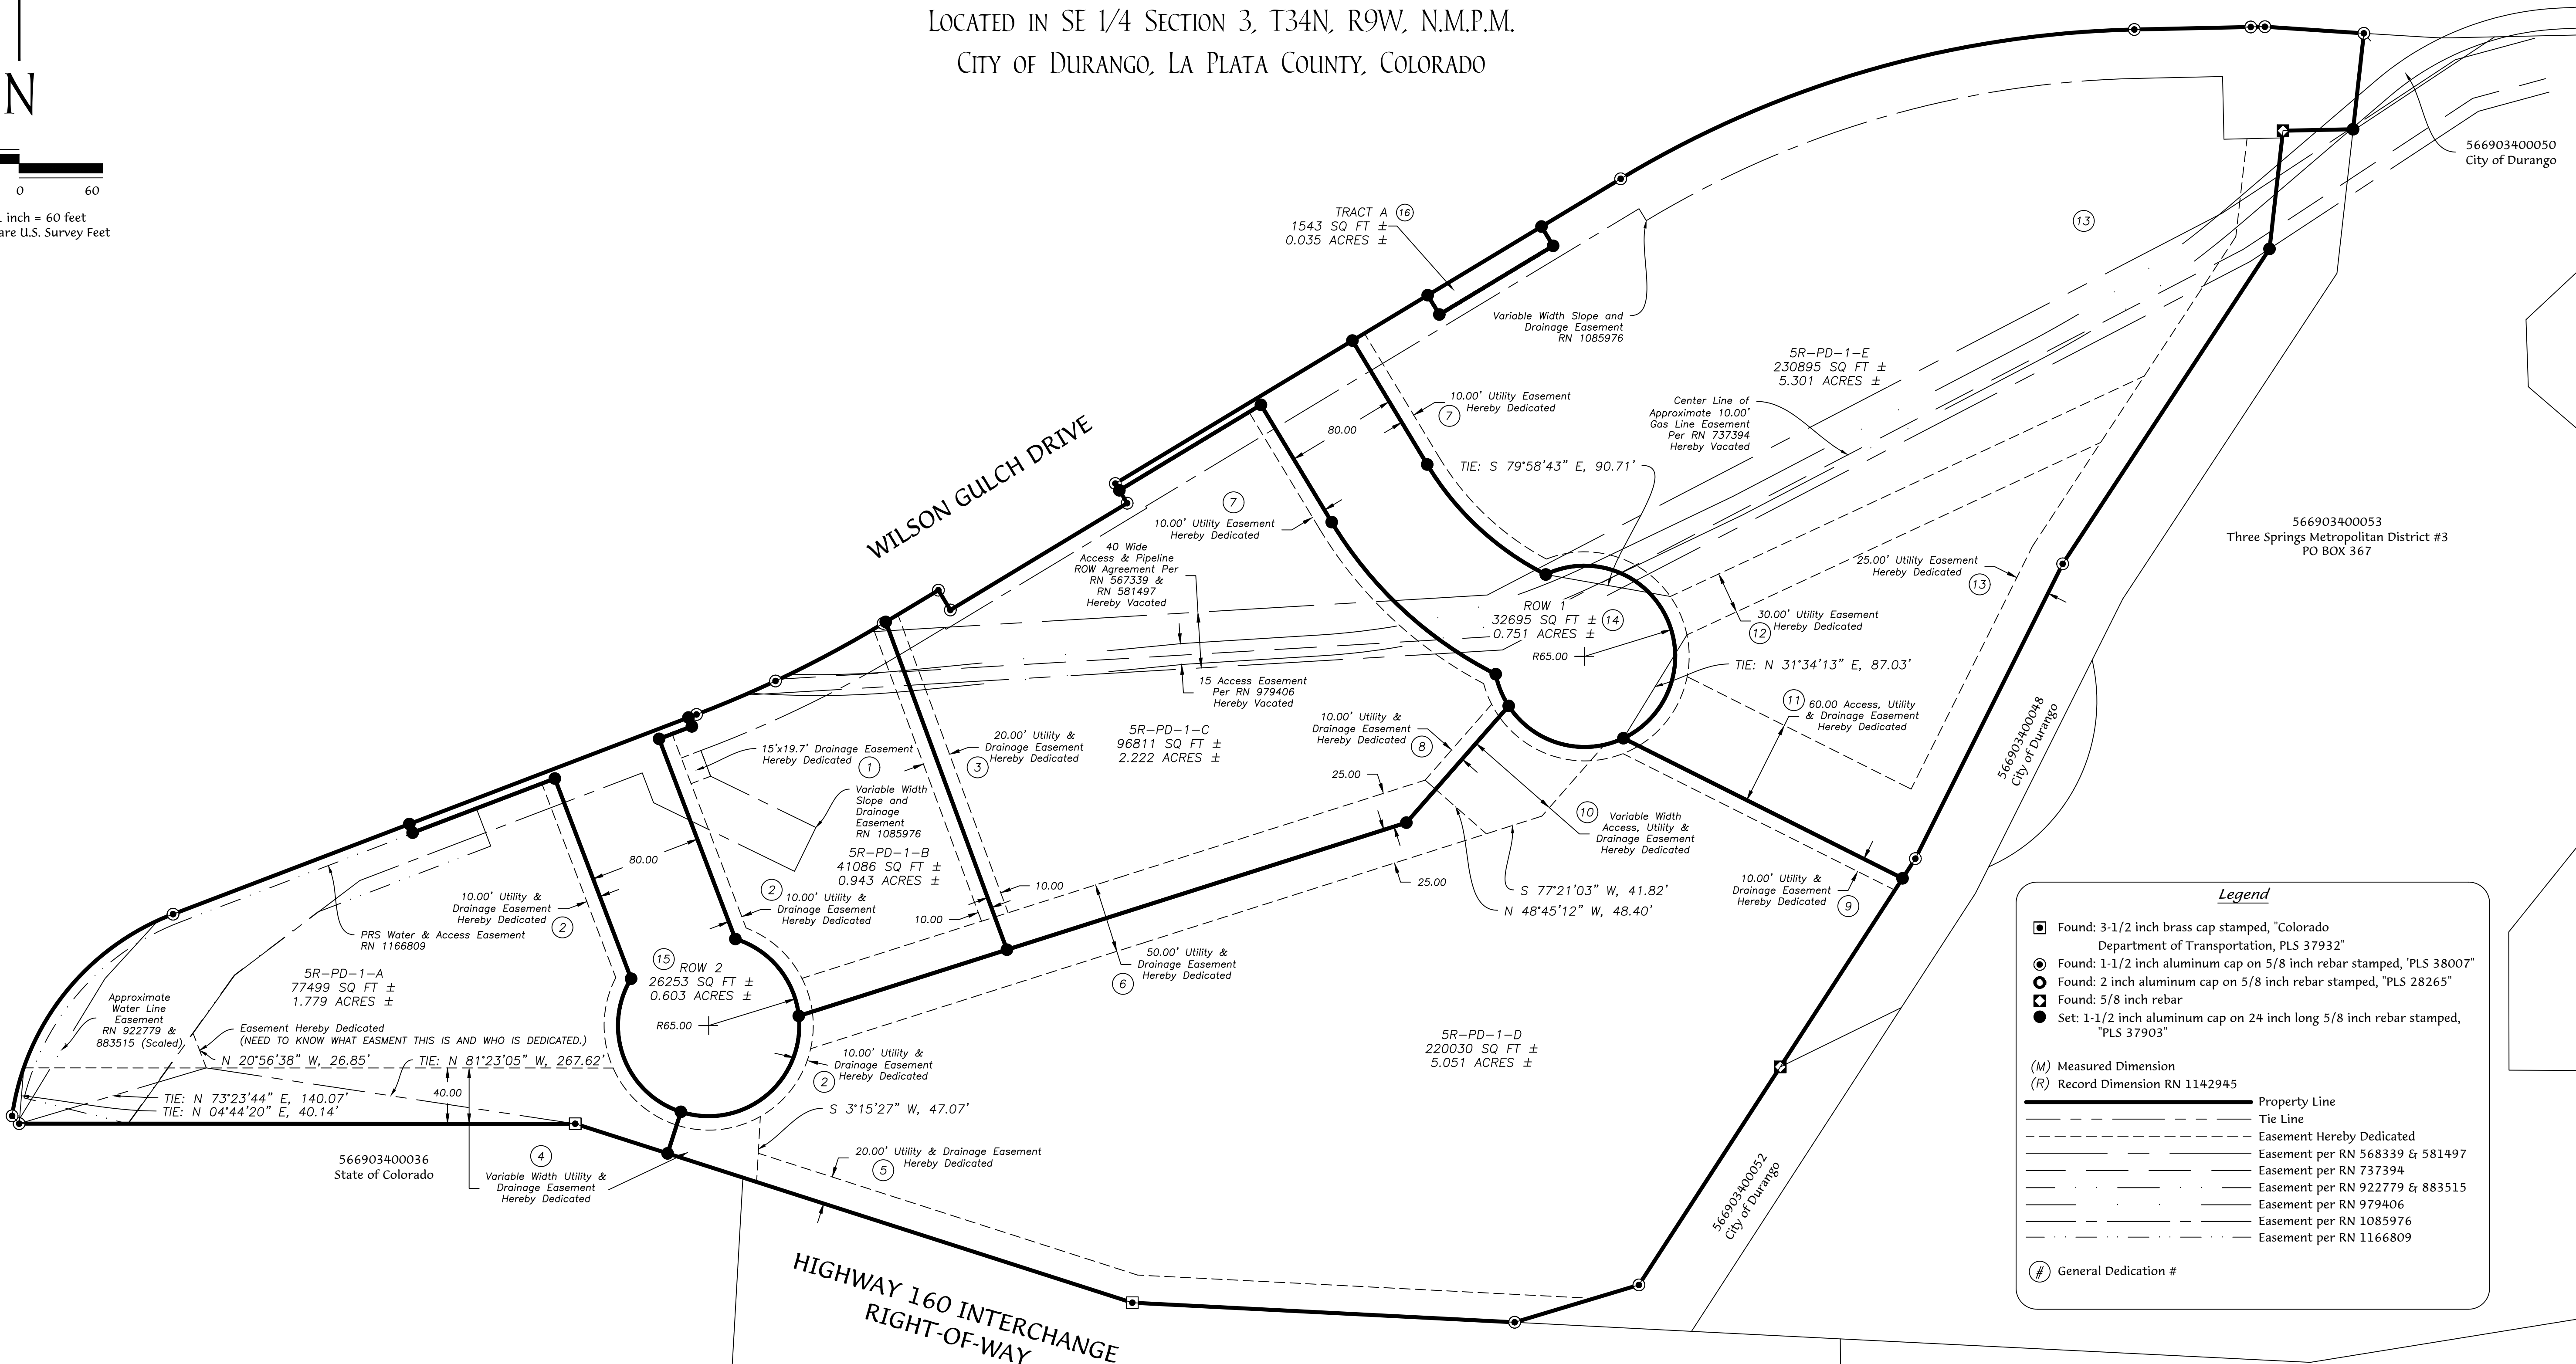 LOCATED IN SE 1/4 SECTION 3, T34N, R9W, N.M.P.M.
CITY OF DURANGO, LA PLATA COUNTY, COLORADO
N
0 60
inch = 60 feet
are U.S. Survey Feet
566903400050
City of Durango
TRACT A 16
1543 SQ FT ±
0.035 ACRES ±
13
Variable Width Slope and
Drainage Easement
RN 1085976
5R-PD-1-E
230895 SQ FT ±
5.301 ACRES ±
10.00' Utility Easement
Hereby Dedicated
7
80.00
Center Line of
Approximate 10.00'
Gas Line Easement
Per RN 737394
Hereby Vacated
TIE: S 79°58'43" E, 90.71'
WILSON GULCH DRIVE
7
10.00' Utility Easement
Hereby Dedicated
40 Wide
Access & Pipeline
ROW Agreement Per
RN 567339 &
RN 581497
Hereby Vacated
566903400053
Three Springs Metropolitan District #3
PO BOX 367
25.00' Utility Easement
Hereby Dedicated
13
ROW 1
32695 SQ FT ± 14
0.751 ACRES ±
R65.00
30.00' Utility Easement
12 Hereby Dedicated
TIE: N 31°34'13" E, 87.03'
15 Access Easement
Per RN 979406
Hereby Vacated
11 60.00 Access, Utility
& Drainage Easement
Hereby Dedicated
10.00' Utility &
Drainage Easement
Hereby Dedicated 8
5R-PD-1-C
96811 SQ FT ±
2.222 ACRES ±
20.00' Utility &
Drainage Easement
3 Hereby Dedicated
15'x19.7' Drainage Easement
Hereby Dedicated 1
566903400048
City of Durango
25.00
Variable Width
Slope and
Drainage
Easement
RN 1085976
10 Variable Width
Access, Utility &
Drainage Easement
Hereby Dedicated
5R-PD-1-B
41086 SQ FT ±
0.943 ACRES ±
80.00
10.00
25.00
10.00
2 10.00' Utility &
Drainage Easement
Hereby Dedicated
10.00' Utility &
Drainage Easement
Hereby Dedicated 2
S 77°21'03" W, 41.82'
N 48°45'12" W, 48.40'
10.00' Utility &
Drainage Easement
Hereby Dedicated 9
PRS Water & Access Easement
RN 1166809
50.00' Utility &
Drainage Easement
6 Hereby Dedicated
15 ROW 2
26253 SQ FT ±
0.603 ACRES ±
R65.00
5R-PD-1-A
77499 SQ FT ±
1.779 ACRES ±
Approximate
Water Line
Easement
RN 922779 &
883515 (Scaled)
Easement Hereby Dedicated
(NEED TO KNOW WHAT EASMENT THIS IS AND WHO IS DEDICATED.)
N 20°56'38" W, 26.85'
TIE: N 81°23'05" W, 267.62'
40.00
TIE: N 73°23'44" E, 140.07'
TIE: N 04°44'20" E, 40.14'
10.00' Utility &
Drainage Easement
2 Hereby Dedicated
5R-PD-1-D
220030 SQ FT ±
5.051 ACRES ±
S 3°15'27" W, 47.07'
20.00' Utility & Drainage Easement
5 Hereby Dedicated
566903400036
State of Colorado
4
Variable Width Utility &
Drainage Easement
Hereby Dedicated
566903400052
City of Durango
HIGHWAY 160 INTERCHANGE
RIGHT-OF-WAY
Legend
Found: 3-1/2 inch brass cap stamped, "Colorado
Department of Transportation, PLS 37932"
Found: 1-1/2 inch aluminum cap on 5/8 inch rebar stamped, 'PLS 38007"
Found: 2 inch aluminum cap on 5/8 inch rebar stamped, "PLS 28265"
Found: 5/8 inch rebar
Set: 1-1/2 inch aluminum cap on 24 inch long 5/8 inch rebar stamped,
"PLS 37903"
(M) Measured Dimension
(R) Record Dimension RN 1142945
Property Line
Tie Line
Easement Hereby Dedicated
Easement per RN 568339 & 581497
Easement per RN 737394
Easement per RN 922779 & 883515
Easement per RN 979406
Easement per RN 1085976
Easement per RN 1166809
# General Dedication #